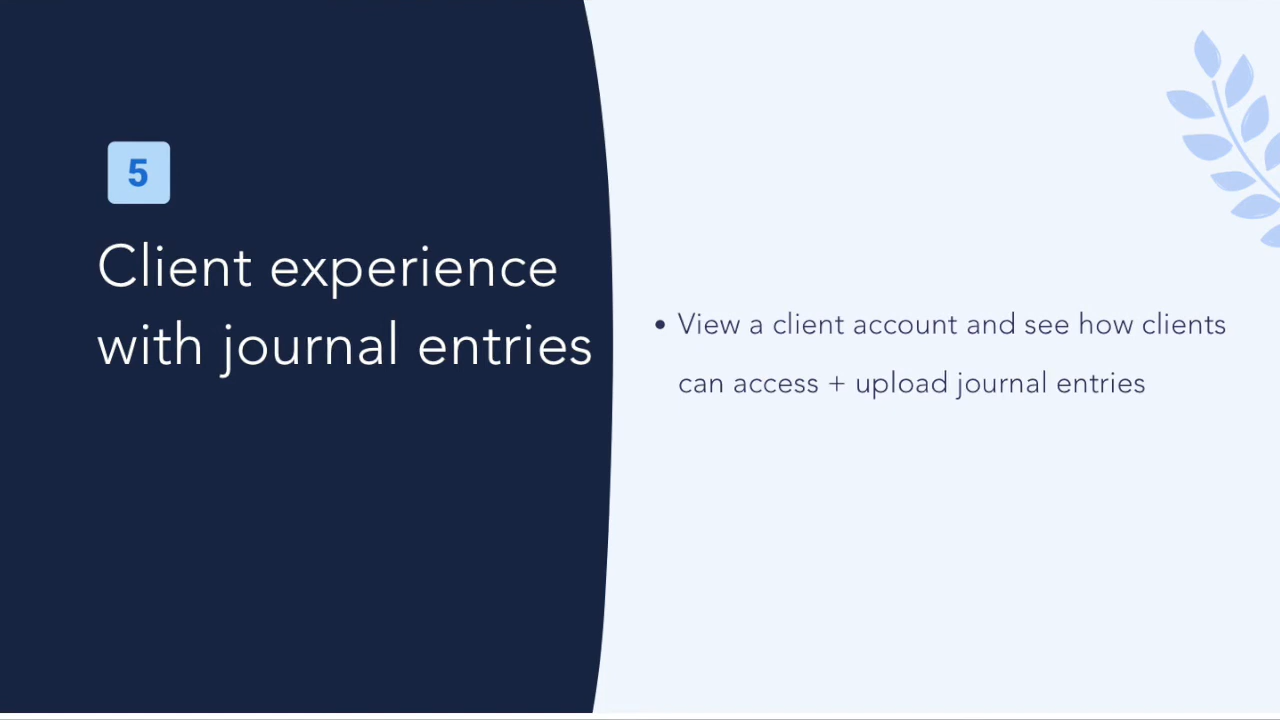 5
Client experience
with journal entries
• View a client account and see how clients
can access + upload journal entries